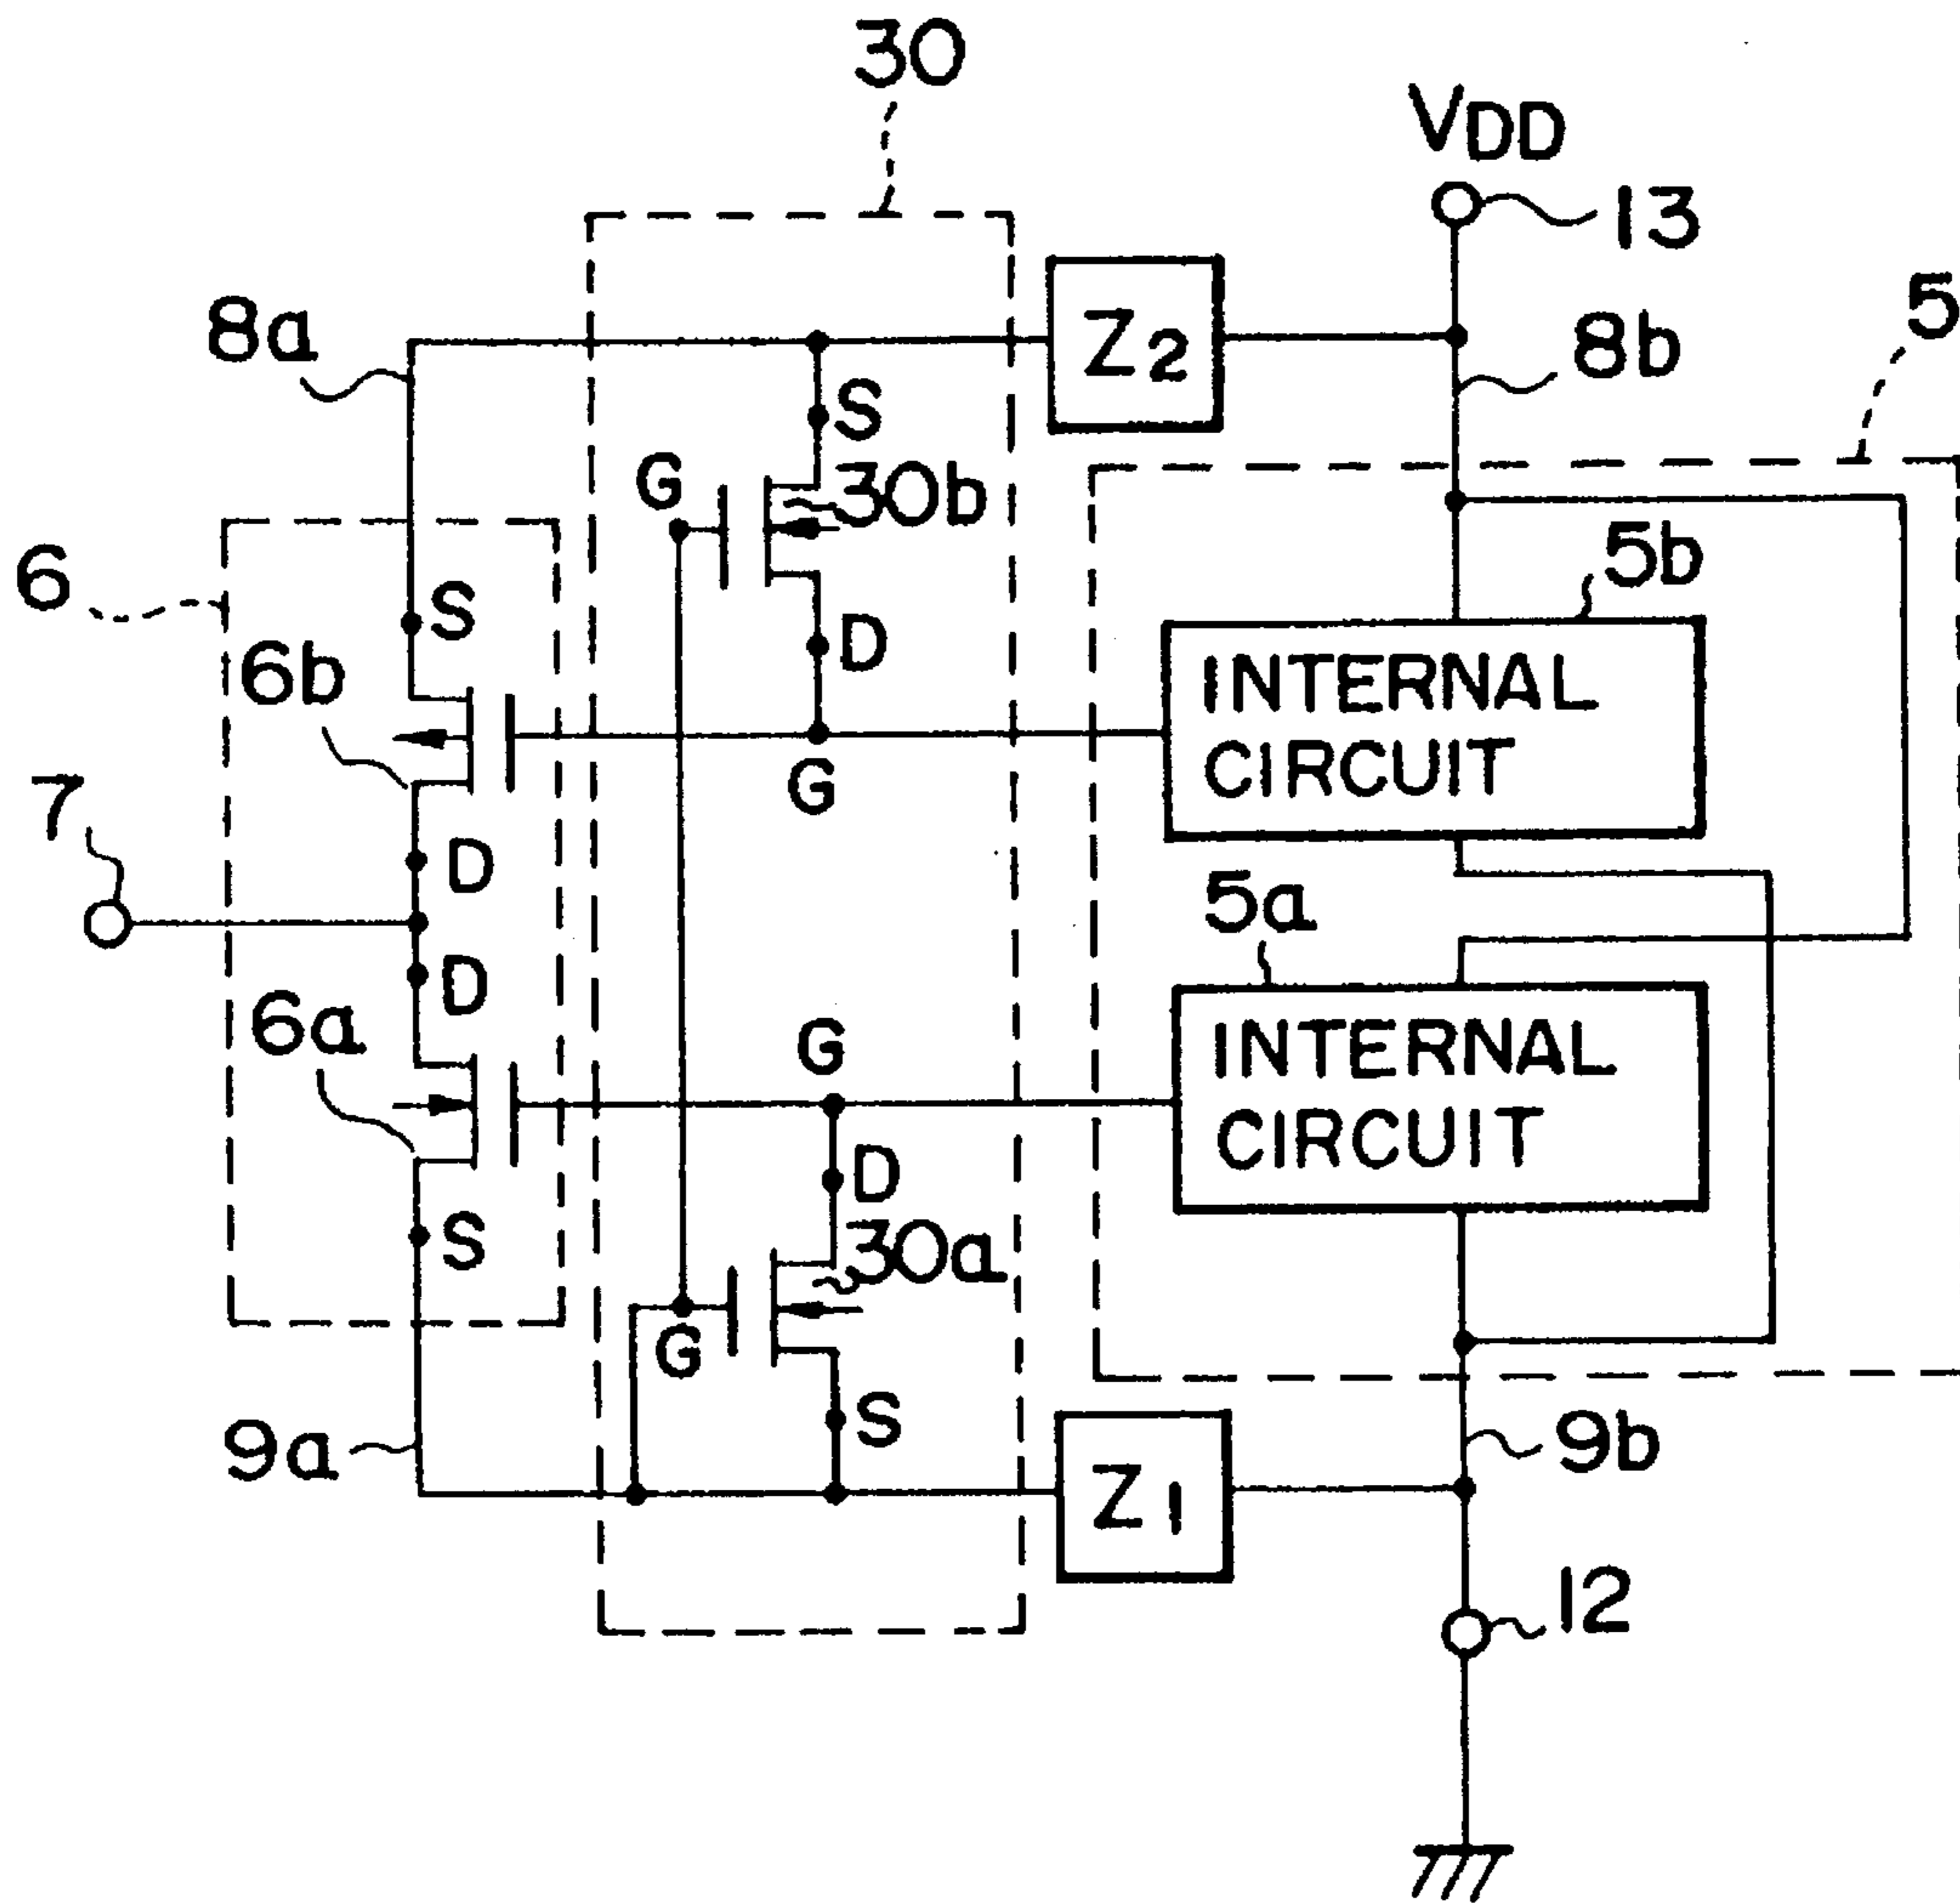 30
VDD
13
5
8a
Z2
8b
S
G
30b
6
S
5b
6b
D
INTERNAL
CIRCUIT
G
7
D
5a
D
6a
G
INTERNAL
CIRCUIT
D
30a
S
G
S
9a
9b
Z1
12